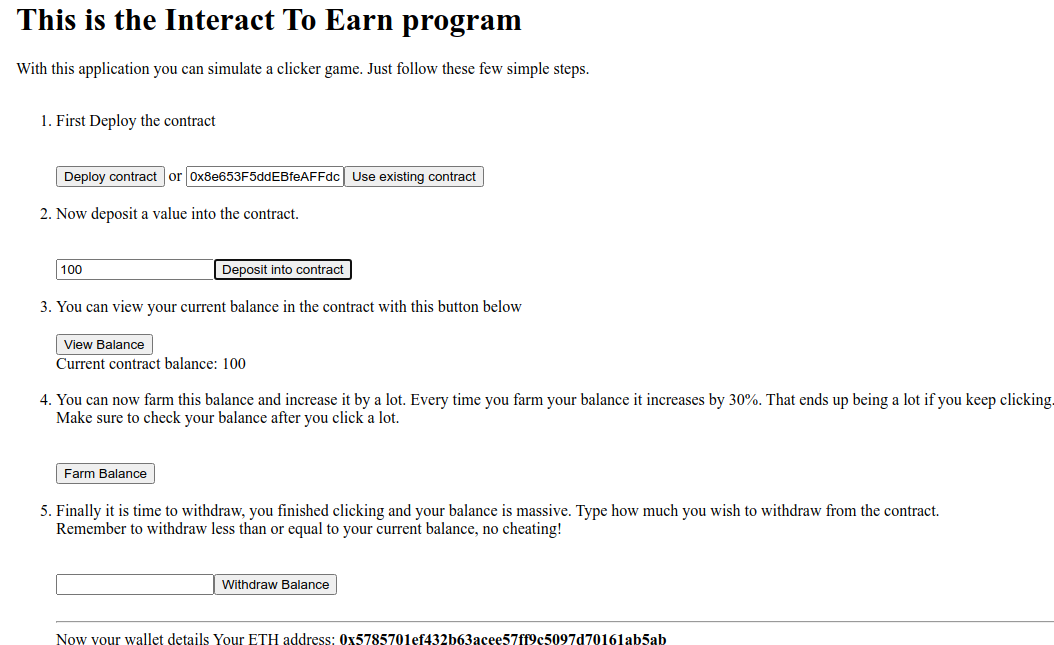 This is the Interact To Earn program
With this application you can simulate a clicker game. Just follow these few simple steps.
1. First Deploy the contract
Deploy contract or 0x8e653F5ddEBfeAFFdc Use existing contract
2. Now deposit a value into the contract.
100 Deposit into contract
3. You can view your current balance in the contract with this button below
View Balance
Current contract balance: 100
4. You can now farm this balance and increase it by a lot. Every time you farm your balance it increases by 30%. That ends up being a lot if you keep clicking.
Make sure to check your balance after you click a lot.
Farm Balance
5. Finally it is time to withdraw, you finished clicking and your balance is massive. Type how much you wish to withdraw from the contract.
Remember to withdraw less than or equal to your current balance, no cheating!
Withdraw Balance
Now your wallet details Your ETH address: 0x5785701ef432b63acee57ff9c5097d70161ab5ab